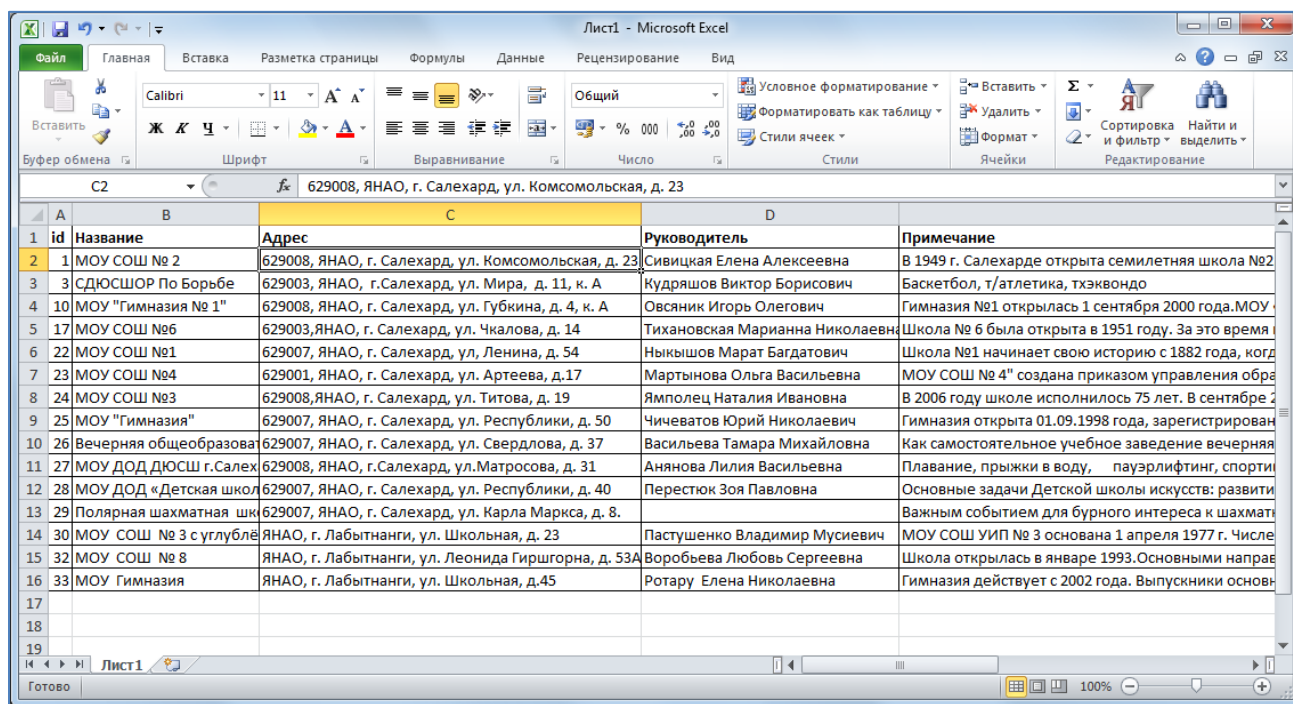 Лист1 - Microsoft Excel
Файл Главная Вставка Разметка страницы Формулы Данные Рецензирование Вид
Вставить Calibri 11 A A Общий Условное форматирование Вставить Σ
Ж К Ч % 000 Форматировать как таблицу Удалить Сортировка Найти и
Стили ячеек Формат и фильтр выделить
Буфер обмена Шрифт Выравнивание Число Стили Ячейки Редактирование
C2 fx 629008, ЯНАО, г. Салехард, ул. Комсомольская, д. 23
A B C D
1 id Название Адрес Руководитель Примечание
2 1 МОУ СОШ № 2 629008, ЯНАО, г. Салехард, ул. Комсомольская, д. 23 Сивицкая Елена Алексеевна В 1949 г. Салехарде открыта семилетняя школа №2
3 3 СДЮСШОР По Борьбе 629003, ЯНАО, г.Салехард, ул. Мира, д. 11, к. А Кудряшов Виктор Борисович Баскетбол, т/атлетика, тхэквондо
4 10 МОУ "Гимназия № 1" 629008, ЯНАО, г. Салехард, ул. Губкина, д. 4, к. А Овсяник Игорь Олегович Гимназия №1 открылась 1 сентября 2000 года.МОУ
5 17 МОУ СОШ №6 629003,ЯНАО, г. Салехард, ул. Чкалова, д. 14 Тихановская Марианна Николаевна Школа № 6 была открыта в 1951 году. За это время
6 22 МОУ СОШ №1 629007, ЯНАО, г. Салехард, ул, Ленина, д. 54 Ныкышов Марат Багдатович Школа №1 начинает свою историю с 1882 года, когд
7 23 МОУ СОШ №4 629001, ЯНАО, г. Салехард, ул. Артеева, д.17 Мартынова Ольга Васильевна МОУ СОШ № 4" создана приказом управления обра
8 24 МОУ СОШ №3 629008,ЯНАО, г. Салехард, ул. Титова, д. 19 Ямполец Наталия Ивановна В 2006 году школе исполнилось 75 лет. В сентябре 2
9 25 МОУ "Гимназия" 629007, ЯНАО, г. Салехард, ул. Республики, д. 50 Чичеватов Юрий Николаевич Гимназия открыта 01.09.1998 года, зарегистрирован
10 26 Вечерняя общеобразоват 629007, ЯНАО, г. Салехард, ул. Свердлова, д. 37 Васильева Тамара Михайловна Как самостоятельное учебное заведение вечерняя
11 27 МОУ ДОД ДЮСШ г.Салех 629008, ЯНАО, г.Салехард, ул.Матросова, д. 31 Анянова Лилия Васильевна Плавание, прыжки в воду, пауэрлифтинг, спорти
12 28 МОУ ДОД «Детская школ 629007, ЯНАО, г. Салехард, ул. Республики, д. 40 Перестюк Зоя Павловна Основные задачи Детской школы искусств: развити
13 29 Полярная шахматная шк 629007, ЯНАО, г. Салехард, ул. Карла Маркса, д. 8. Важным событием для бурного интереса к шахмат
14 30 МОУ СОШ № 3 с углублё ЯНАО, г. Лабытнанги, ул. Школьная, д. 23 Пастушенко Владимир Мусиевич МОУ СОШ УИП № 3 основана 1 апреля 1977 г. Числе
15 32 МОУ СОШ № 8 ЯНАО, г. Лабытнанги, ул. Леонида Гиршгорна, д. 53А Воробьева Любовь Сергеевна Школа открылась в январе 1993.Основными направ
16 33 МОУ Гимназия ЯНАО, г. Лабытнанги, ул. Школьная, д.45 Ротару Елена Николаевна Гимназия действует с 2002 года. Выпускники основн
17
18
19
Лист1
Готово 100%